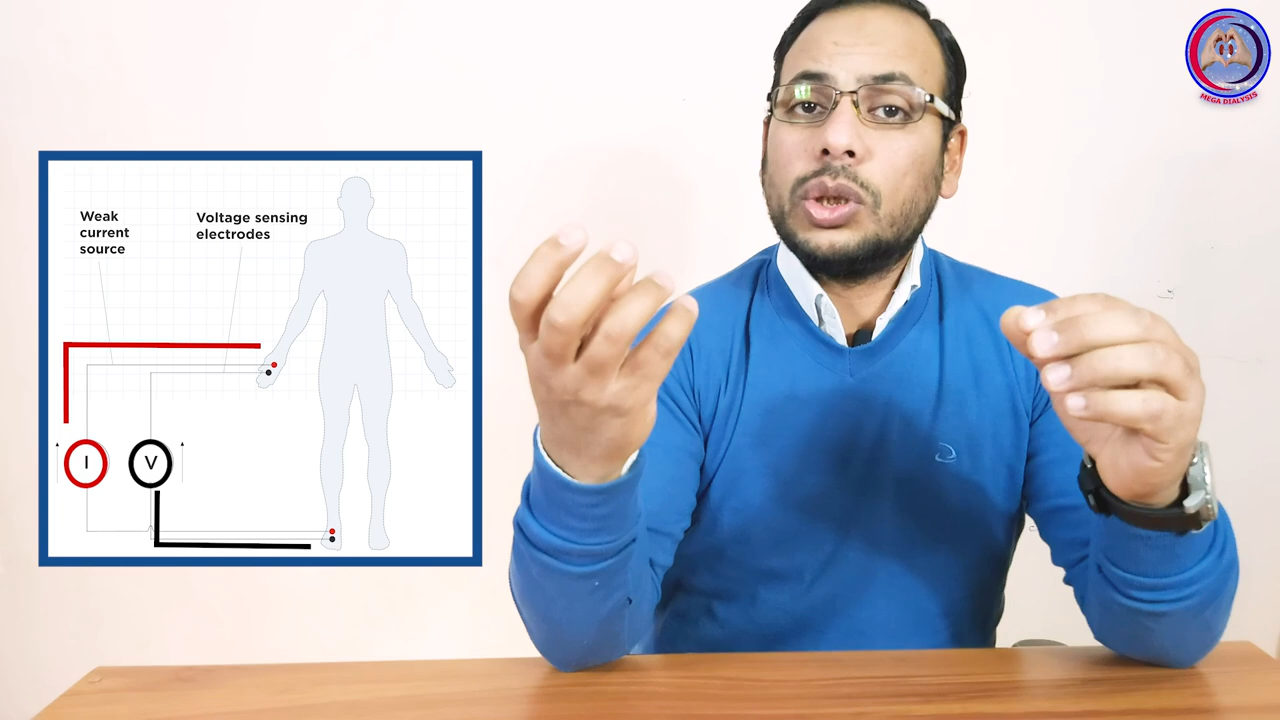 Weak
current
source
Voltage sensing
electrodes
I
V
MEGA DIALYSIS